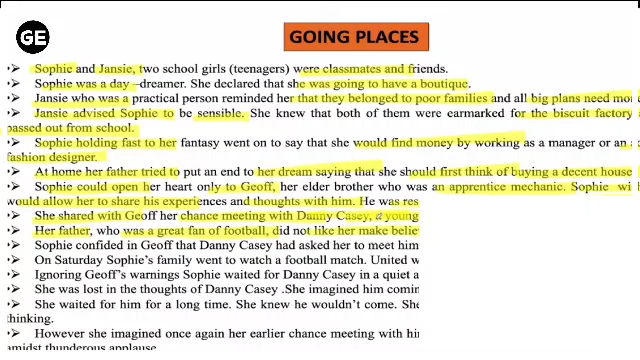 GE
GOING PLACES
Sophie and Jansie, two school girls (teenagers) were classmates and friends.
Sophie was a day –dreamer. She declared that she was going to have a boutique.
Jansie who was a practical person reminded her that they belonged to poor families and all big plans need mo
Jansie advised Sophie to be sensible. She knew that both of them were earmarked for the biscuit factory
passed out from school.
Sophie holding fast to her fantasy went on to say that she would find money by working as a manager or an
fashion designer.
At home her father tried to put an end to her dream saying that she should first think of buying a decent house
Sophie could open her heart only to Geoff, her elder brother who was an apprentice mechanic. Sophie wi
would allow her to share his experiences and thoughts with him. He was res
She shared with Geoff her chance meeting with Danny Casey, a young
Her father, who was a great fan of football, did not like her make belie
Sophie confided in Geoff that Danny Casey had asked her to meet him
On Saturday Sophie's family went to watch a football match. United w
Ignoring Geoff's warnings Sophie waited for Danny Casey in a quiet a
She was lost in the thoughts of Danny Casey .She imagined him comin
She waited for him for a long time. She knew he wouldn't come. She
thinking.
However she imagined once again her earlier chance meeting with hi
amidst thunderous applause